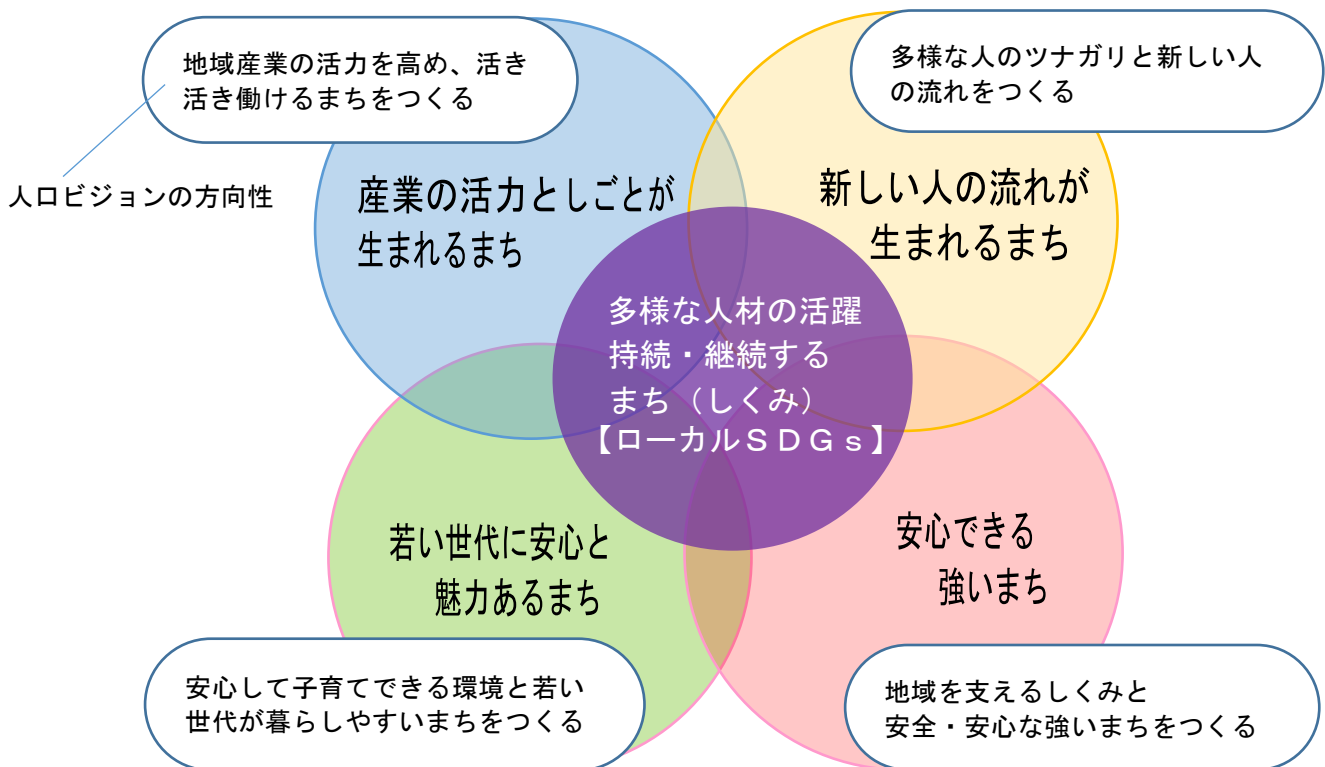 地域産業の活力を高め、活き
活き働けるまちをつくる
多様な人のツナガリと新しい人
の流れをつくる
人口ビジョンの方向性
産業の活力としごとが
生まれるまち
新しい人の流れが
生まれるまち
多様な人材の活躍
持続・継続する
まち（しくみ）
【ローカルＳＤＧｓ】
若い世代に安心と
魅力あるまち
安心できる
強いまち
安心して子育てできる環境と若い
世代が暮らしやすいまちをつくる
地域を支えるしくみと
安全・安心な強いまちをつくる